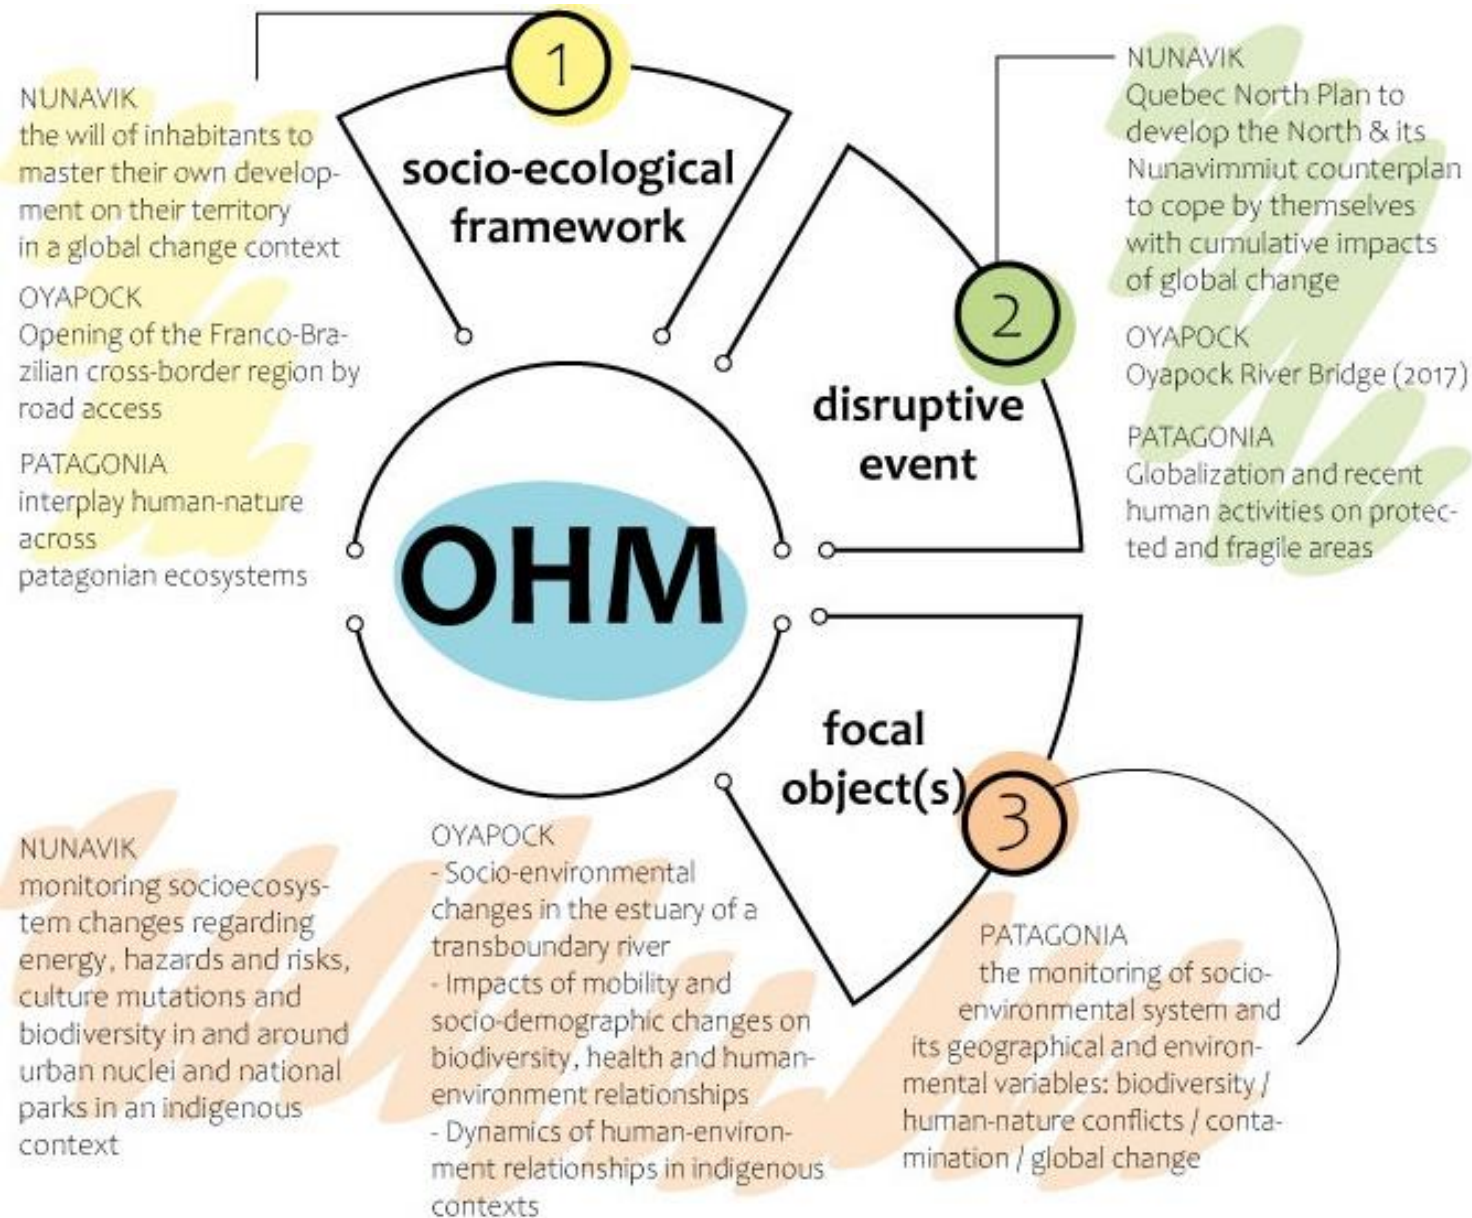 1
socio-ecological
framework
NUNAVIK
the will of inhabitants to
master their own develop-
ment on their territory
in a global change context
OYAPOCK
Opening of the Franco-Bra-
zilian cross-border region by
road access
PATAGONIA
interplay human-nature
across
patagonian ecosystems
2
disruptive
event
NUNAVIK
Quebec North Plan to
develop the North & its
Nunavimmiut counterplan
to cope by themselves
with cumulative impacts
of global change
OYAPOCK
Oyapock River Bridge (2017)
PATAGONIA
Globalization and recent
human activities on protec-
ted and fragile areas
OHM
focal
object(s)
3
NUNAVIK
monitoring socioecosys-
tem changes regarding
energy, hazards and risks,
culture mutations and
biodiversity in and around
urban nuclei and national
parks in an indigenous
context
OYAPOCK
- Socio-environmental
changes in the estuary of a
transboundary river
- Impacts of mobility and
socio-demographic changes on
biodiversity, health and human-
environment relationships
- Dynamics of human-environ-
ment relationships in indigenous
contexts
PATAGONIA
the monitoring of socio-
environmental system and
its geographical and environ-
mental variables: biodiversity /
human-nature conflicts / conta-
mination / global change